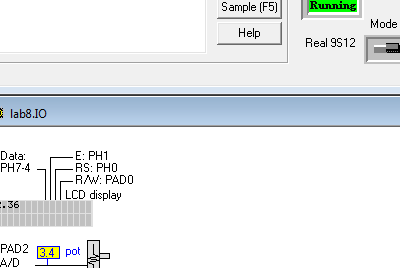 Sample (F5)
Running
Help
Mode
Real 9S12
lab8.IO
Data:
PH7-4
E: PH1
RS: PH0
R/W: PAD0
LCD display
2.36
PAD2
A/D
3.4
pot